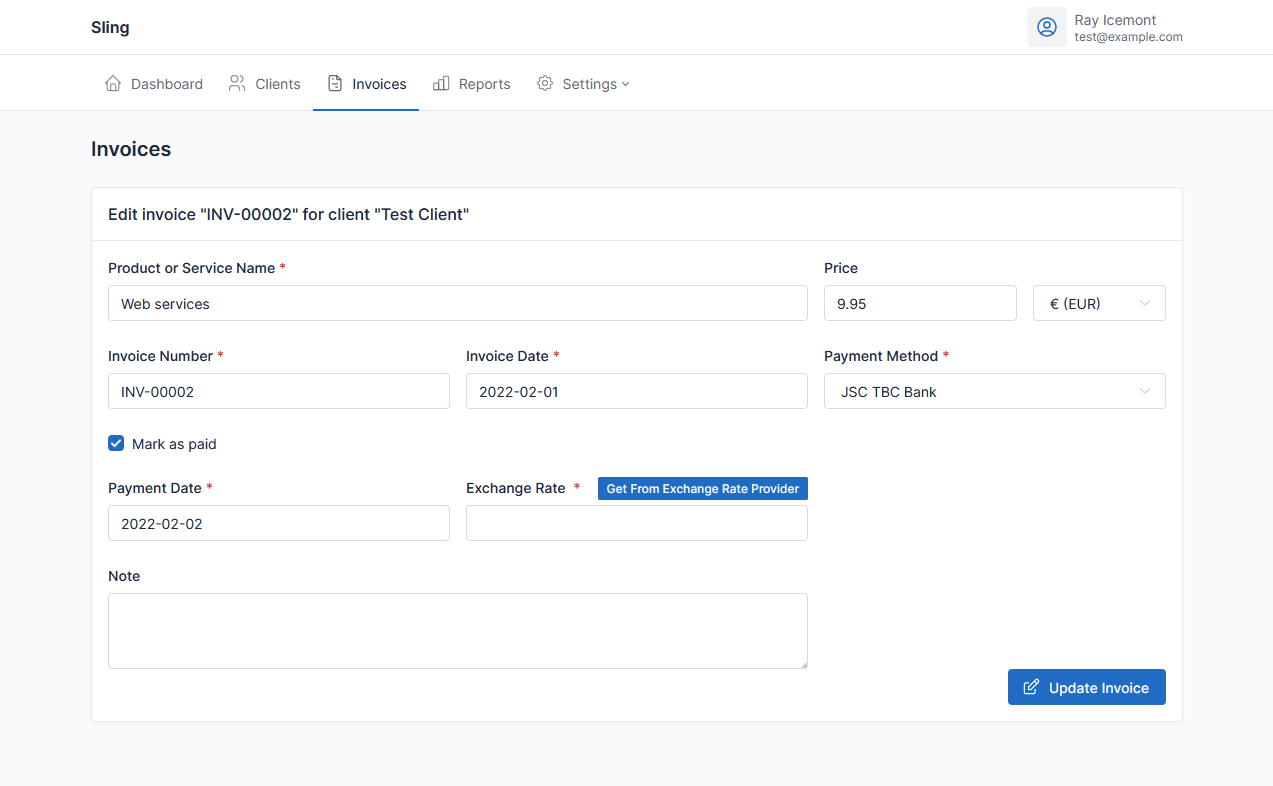 Sling
Ray Icemont
test@example.com
Dashboard Clients Invoices Reports Settings
Invoices
Edit invoice "INV-00002" for client "Test Client"
Product or Service Name * Price
Web services 9.95 € (EUR)
Invoice Number * Invoice Date * Payment Method *
INV-00002 2022-02-01 JSC TBC Bank
Mark as paid
Payment Date * Exchange Rate * Get From Exchange Rate Provider
2022-02-02
Note
Update Invoice